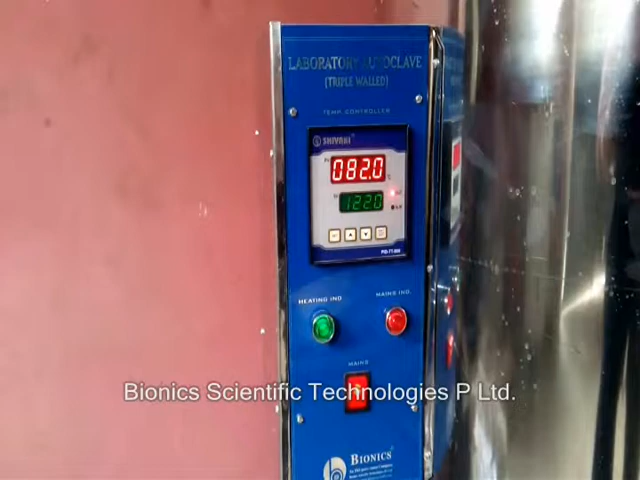 LABORATORY AUTOCLAVE
(TRIPLE WALLED)
TEMP. CONTROLLER
SHIVAKI
082.0
122.0
HEATING IND.
MAINS IND.
MAINS
Bionics Scientific Technologies P Ltd.
BIONICS